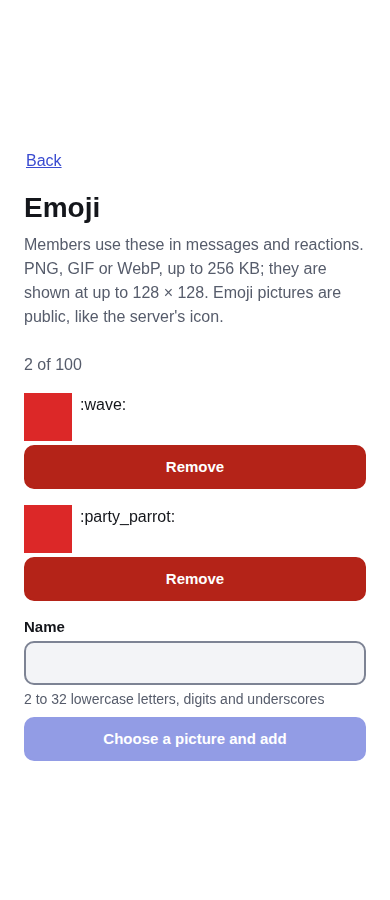 Back
Emoji
Members use these in messages and reactions.
PNG, GIF or WebP, up to 256 KB; they are
shown at up to 128 × 128. Emoji pictures are
public, like the server's icon.
2 of 100
:wave:
Remove
:party_parrot:
Remove
Name
2 to 32 lowercase letters, digits and underscores
Choose a picture and add